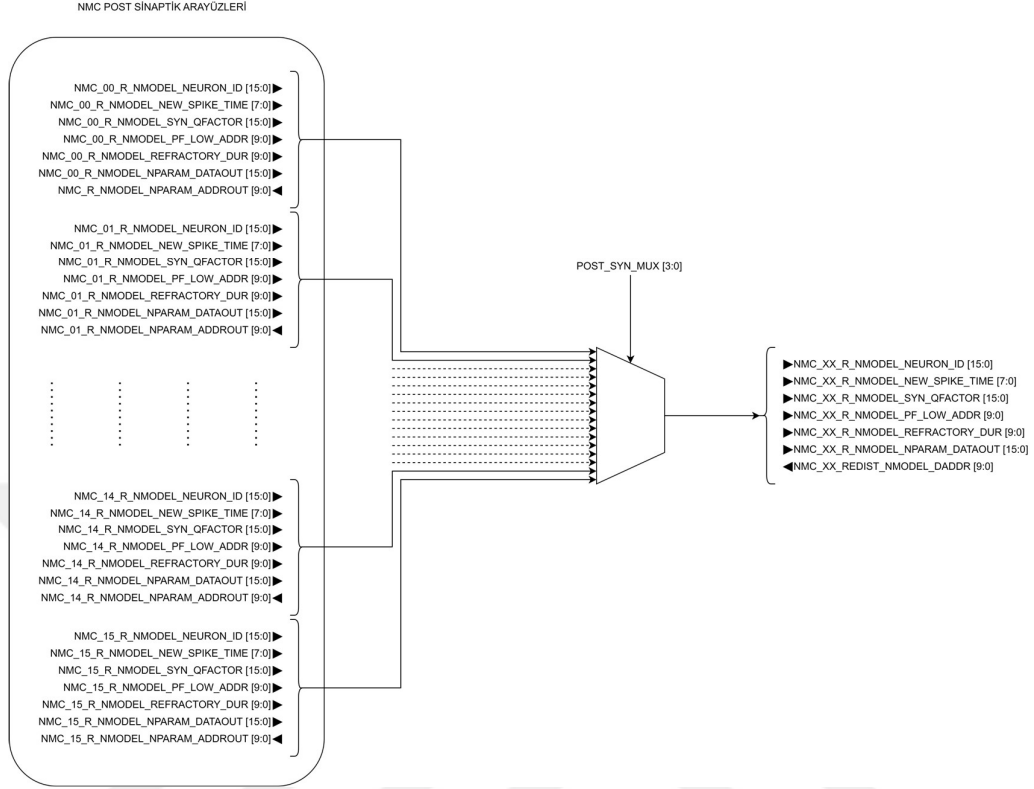 NMC POST SİNAPTİK ARAYÜZLERİ
NMC_00_R_NMODEL_NEURON_ID [15:0]
NMC_00_R_NMODEL_NEW_SPIKE_TIME [7:0]
NMC_00_R_NMODEL_SYN_QFACTOR [15:0]
NMC_00_R_NMODEL_PF_LOW_ADDR [9:0]
NMC_00_R_NMODEL_REFRACTORY_DUR [9:0]
NMC_00_R_NMODEL_NPARAM_DATAOUT [15:0]
NMC_R_NMODEL_NPARAM_ADDROUT [9:0]
NMC_01_R_NMODEL_NEURON_ID [15:0]
NMC_01_R_NMODEL_NEW_SPIKE_TIME [7:0]
NMC_01_R_NMODEL_SYN_QFACTOR [15:0]
NMC_01_R_NMODEL_PF_LOW_ADDR [9:0]
NMC_01_R_NMODEL_REFRACTORY_DUR [9:0]
NMC_01_R_NMODEL_NPARAM_DATAOUT [15:0]
NMC_01_R_NMODEL_NPARAM_ADDROUT [9:0]
NMC_14_R_NMODEL_NEURON_ID [15:0]
NMC_14_R_NMODEL_NEW_SPIKE_TIME [7:0]
NMC_14_R_NMODEL_SYN_QFACTOR [15:0]
NMC_14_R_NMODEL_PF_LOW_ADDR [9:0]
NMC_14_R_NMODEL_REFRACTORY_DUR [9:0]
NMC_14_R_NMODEL_NPARAM_DATAOUT [15:0]
NMC_14_R_NMODEL_NPARAM_ADDROUT [9:0]
NMC_15_R_NMODEL_NEURON_ID [15:0]
NMC_15_R_NMODEL_NEW_SPIKE_TIME [7:0]
NMC_15_R_NMODEL_SYN_QFACTOR [15:0]
NMC_15_R_NMODEL_PF_LOW_ADDR [9:0]
NMC_15_R_NMODEL_REFRACTORY_DUR [9:0]
NMC_15_R_NMODEL_NPARAM_DATAOUT [15:0]
NMC_15_R_NMODEL_NPARAM_ADDROUT [9:0]
POST_SYN_MUX [3:0]
NMC_XX_R_NMODEL_NEURON_ID [15:0]
NMC_XX_R_NMODEL_NEW_SPIKE_TIME [7:0]
NMC_XX_R_NMODEL_SYN_QFACTOR [15:0]
NMC_XX_R_NMODEL_PF_LOW_ADDR [9:0]
NMC_XX_R_NMODEL_REFRACTORY_DUR [9:0]
NMC_XX_R_NMODEL_NPARAM_DATAOUT [15:0]
NMC_XX_REDIST_NMODEL_DADDR [9:0]